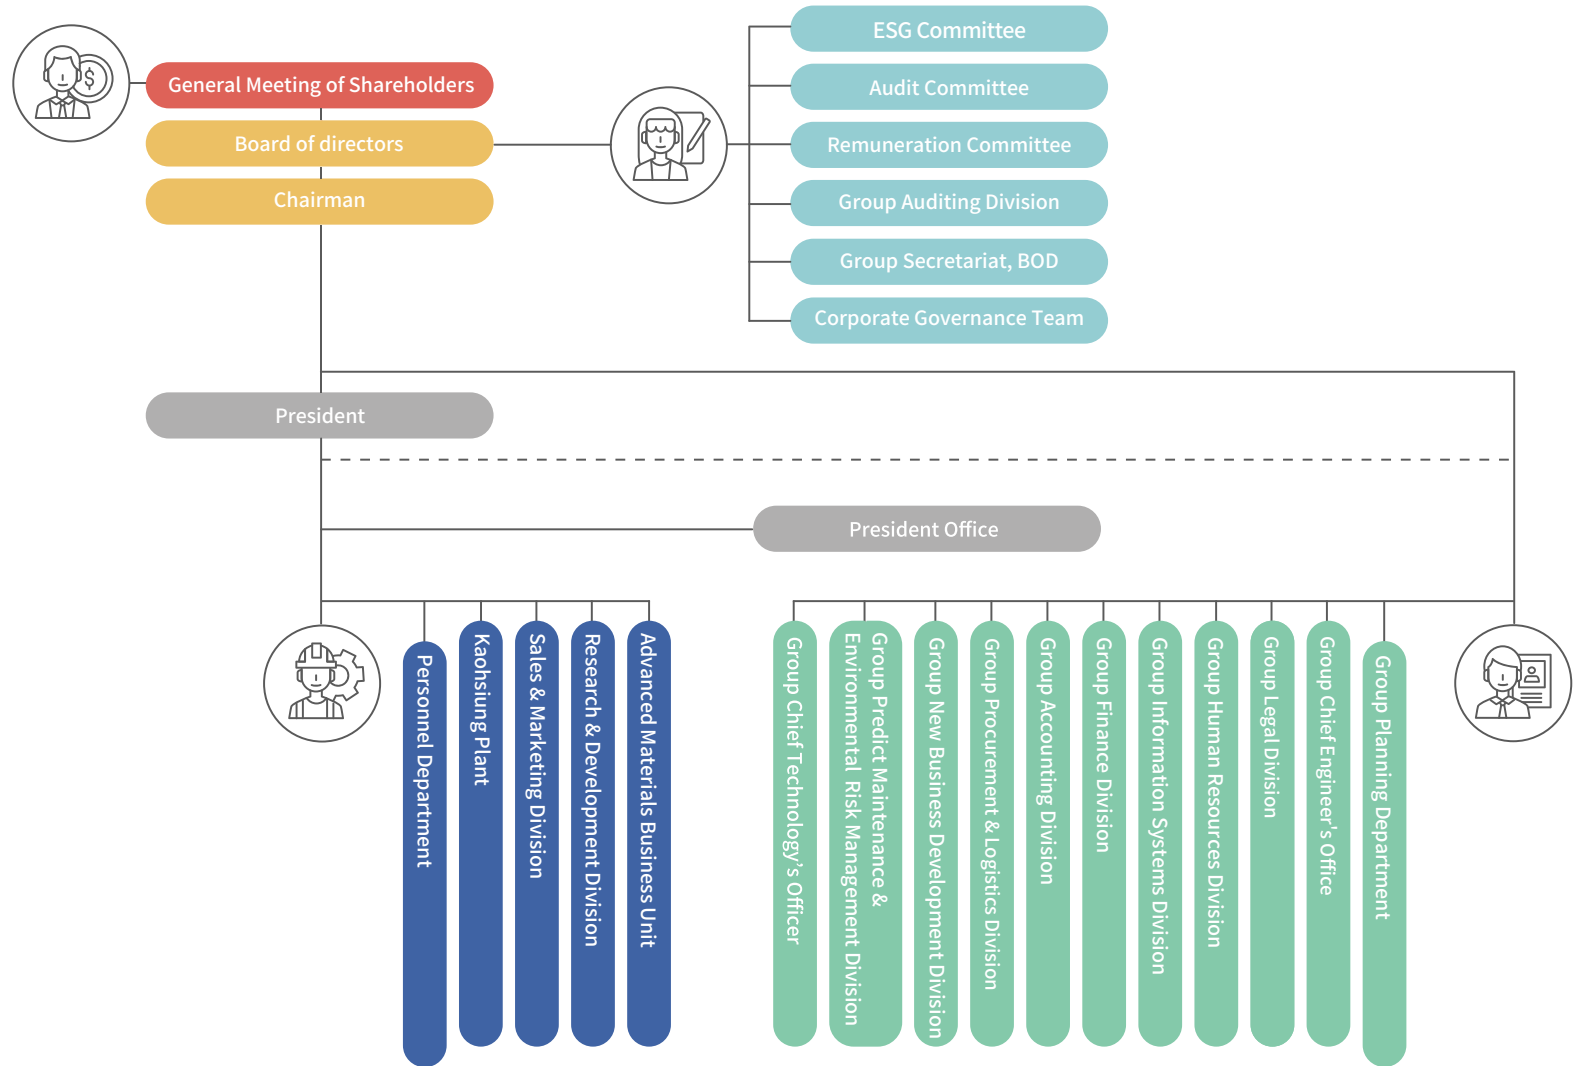 General Meeting of Shareholders
Board of directors
Chairman
ESG Committee
Audit Committee
Remuneration Committee
Group Auditing Division
Group Secretariat, BOD
Corporate Governance Team
President
President Office
Personnel Department
Kaohsiung Plant
Sales & Marketing Division
Research & Development Division
Advanced Materials Business Unit
Group Chief Technology’s Officer
Group Predict Maintenance &
Environmental Risk Management Division
Group New Business Development Division
Group Procurement & Logistics Division
Group Accounting Division
Group Finance Division
Group Information Systems Division
Group Human Resources Division
Group Legal Division
Group Chief Engineer's Office
Group Planning Department
$